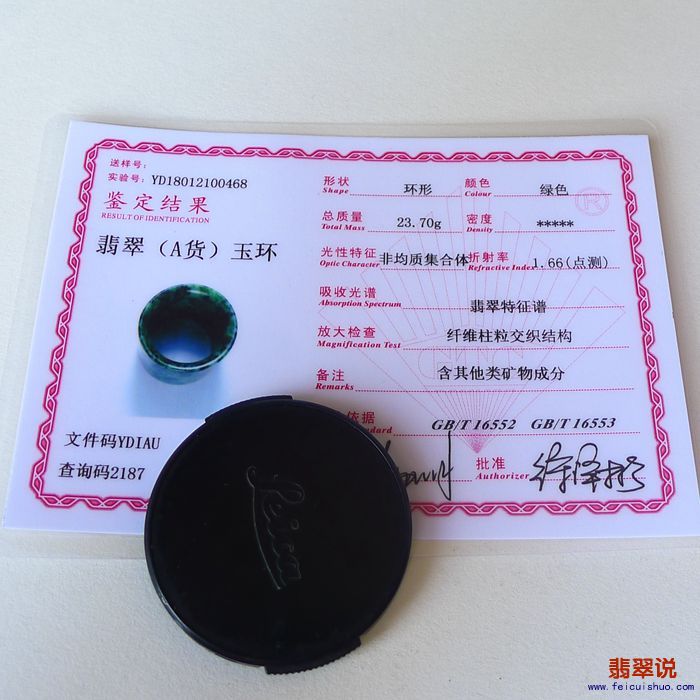 送样号:
实验号: YD18012100468
鉴定结果
RESULT OF IDENTIFICATION
翡翠（A货）玉环
文件码YDIAU
查询码2187
形状 环形 颜色 绿色
Shape Colour
总质量 23.70g 密度 *****
Total Mass Density
光性特征 非均质集合体 折射率 1.66(点测)
Optic Character Refractive Index
吸收光谱 翡翠特征谱
Absorption Spectrum
放大检查 纤维柱粒交织结构
Magnification Test
备注 含其他类矿物成分
Remarks
依据 GB/T 16552 GB/T 16553
批准
Authorizer
®
Leica
翡翠说
www.feicuishuo.com